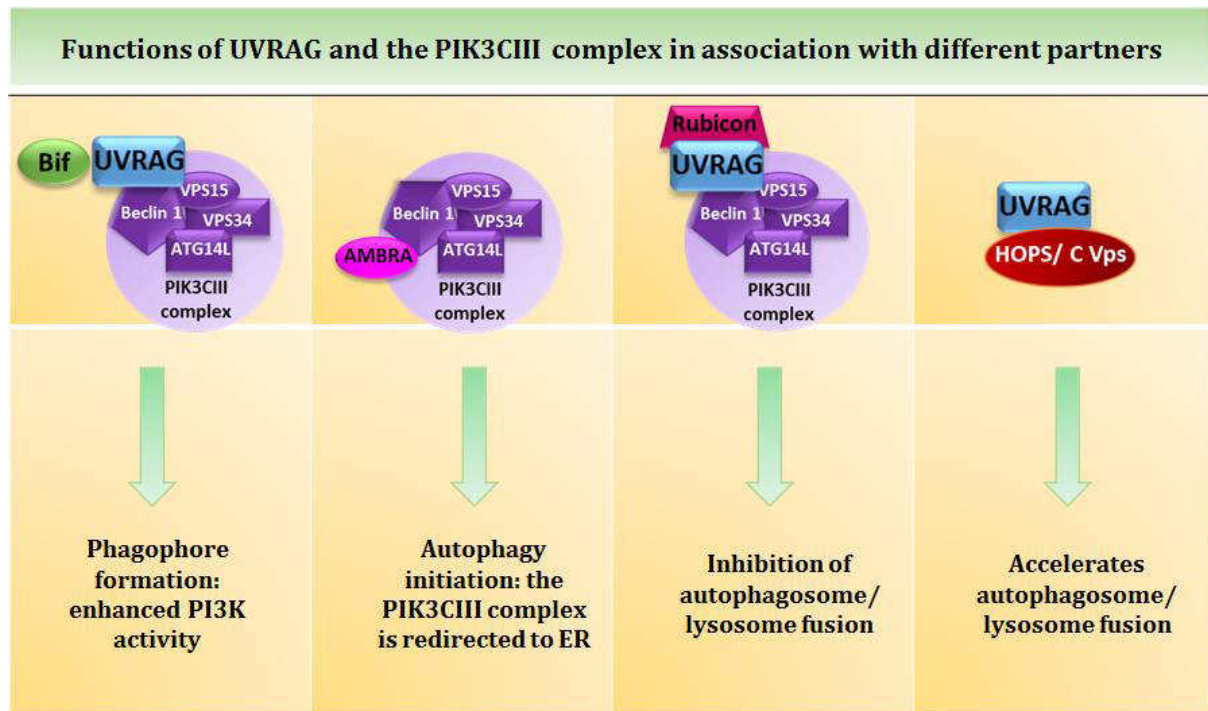 Functions of UVRAG and the PIK3CIII complex in association with different partners
Bif
UVRAG
VPS15
Beclin 1
VPS34
ATG14L
PIK3CIII
complex
VPS15
Beclin 1
VPS34
AMBRA
ATG14L
PIK3CIII
complex
Rubicon
UVRAG
VPS15
Beclin 1
VPS34
ATG14L
PIK3CIII
complex
UVRAG
HOPS/ C Vps
Phagophore
formation:
enhanced PI3K
activity
Autophagy
initiation: the
PIK3CIII complex
is redirected to ER
Inhibition of
autophagosome/
lysosome fusion
Accelerates
autophagosome/
lysosome fusion